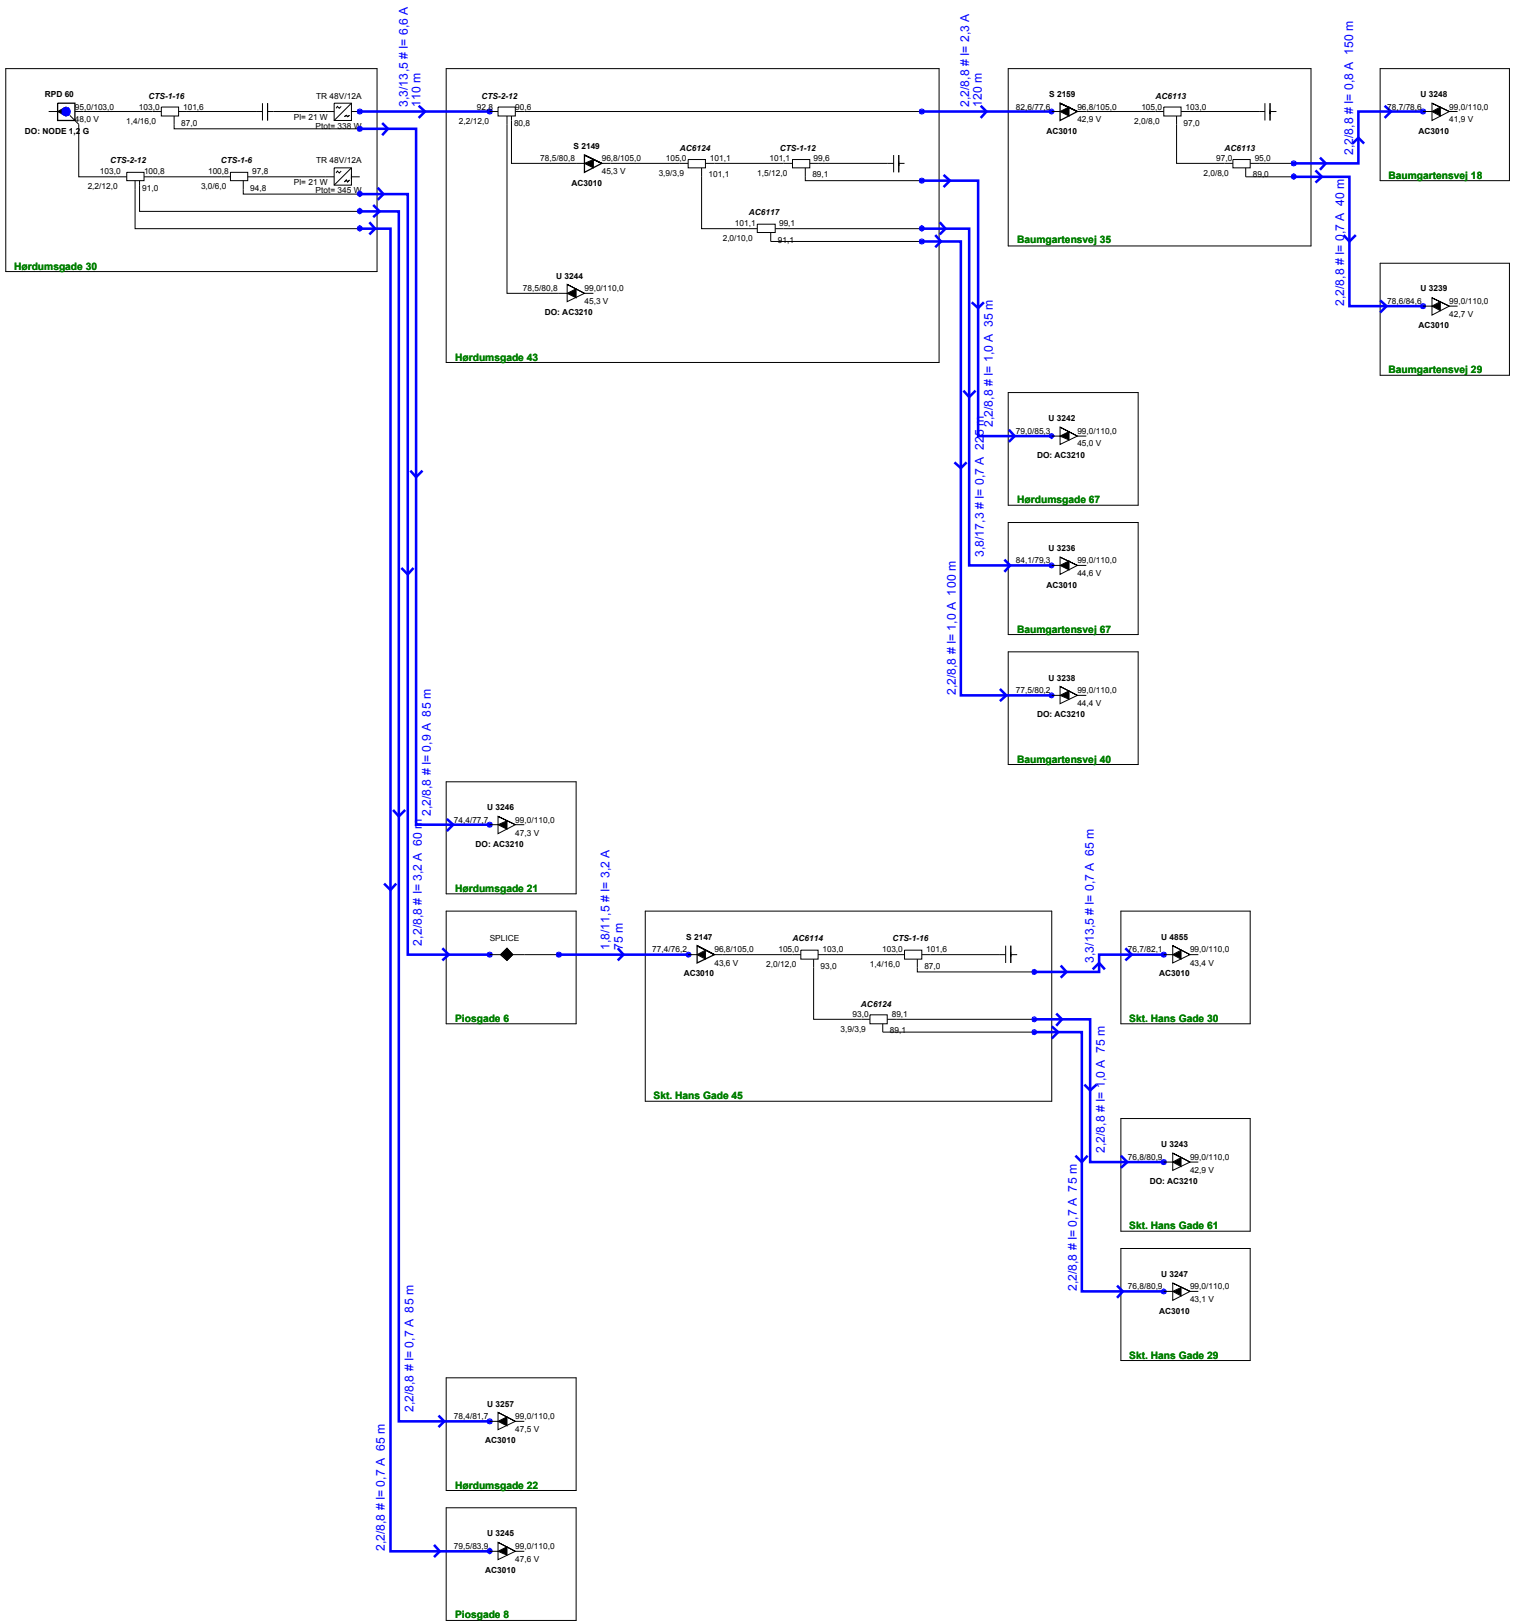 3,3/13,5 # I= 6,6 A
110 m
RPD 60
95,0/103,0
48,0 V
DO: NODE 1,2 G
CTS-1-16
103,0
101,6
1,4/16,0
87,0
TR 48V/12A
PI= 21 W
Ptot= 338 W
CTS-2-12
103,0
100,8
2,2/12,0
91,0
CTS-1-6
100,8
97,8
3,0/6,0
94,8
TR 48V/12A
PI= 21 W
Ptot= 345 W
Hørdumsgade 30
CTS-2-12
92,8
90,6
2,2/12,0
80,8
S 2149
78,5/80,8
96,8/105,0
45,3 V
AC3010
AC6124
105,0
101,1
3,9/3,9
101,1
CTS-1-12
101,1
99,6
1,5/12,0
89,1
AC6117
101,1
99,1
2,0/10,0
91,1
U 3244
78,5/80,8
99,0/110,0
45,3 V
DO: AC3210
Hørdumsgade 43
2,2/8,8 # I= 2,3 A
120 m
S 2159
82,6/77,6
96,8/105,0
42,9 V
AC3010
AC6113
105,0
103,0
2,0/8,0
97,0
AC6113
97,0
95,0
2,0/8,0
89,0
Baumgartensvej 35
2,2/8,8 # I= 0,8 A 150 m
U 3248
78,7/78,6
99,0/110,0
41,9 V
AC3010
Baumgartensvej 18
2,2/8,8 # I= 0,7 A 40 m
U 3239
78,6/84,6
99,0/110,0
42,7 V
AC3010
Baumgartensvej 29
2,2/8,8 # I= 1,0 A 35 m
U 3242
79,0/85,3
99,0/110,0
45,0 V
DO: AC3210
Hørdumsgade 67
3,8/17,3 # I= 0,7 A 225 m
U 3236
84,1/79,3
99,0/110,0
44,6 V
AC3010
Baumgartensvej 67
2,2/8,8 # I= 1,0 A 100 m
U 3238
77,5/80,2
99,0/110,0
44,4 V
DO: AC3210
Baumgartensvej 40
2,2/8,8 # I= 0,9 A 85 m
U 3246
74,4/77,7
99,0/110,0
47,3 V
DO: AC3210
Hørdumsgade 21
2,2/8,8 # I= 3,2 A 60 m
SPLICE
Piosgade 6
1,8/11,5 # I= 3,2 A
75 m
S 2147
77,4/76,2
96,8/105,0
43,6 V
AC3010
AC6114
105,0
103,0
2,0/12,0
93,0
CTS-1-16
103,0
101,6
1,4/16,0
87,0
AC6124
93,0
89,1
3,9/3,9
89,1
Skt. Hans Gade 45
3,3/13,5 # I= 0,7 A 65 m
U 4855
76,7/82,1
99,0/110,0
43,4 V
AC3010
Skt. Hans Gade 30
2,2/8,8 # I= 1,0 A 75 m
U 3243
76,8/80,9
99,0/110,0
42,9 V
DO: AC3210
Skt. Hans Gade 61
2,2/8,8 # I= 0,7 A 75 m
U 3247
76,8/80,9
99,0/110,0
43,1 V
AC3010
Skt. Hans Gade 29
2,2/8,8 # I= 0,7 A 85 m
U 3257
78,4/81,7
99,0/110,0
47,5 V
AC3010
Hørdumsgade 22
2,2/8,8 # I= 0,7 A 65 m
U 3245
79,5/83,9
99,0/110,0
47,6 V
AC3010
Piosgade 8